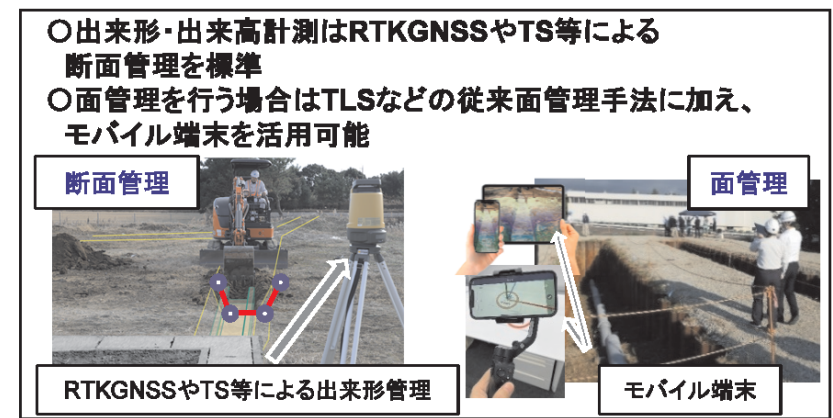 〇出来形・出来高計測はRTKGNSSやTS等による
断面管理を標準
〇面管理を行う場合はTLSなどの従来面管理手法に加え、
モバイル端末を活用可能
断面管理
面管理
RTKGNSSやTS等による出来形管理
モバイル端末